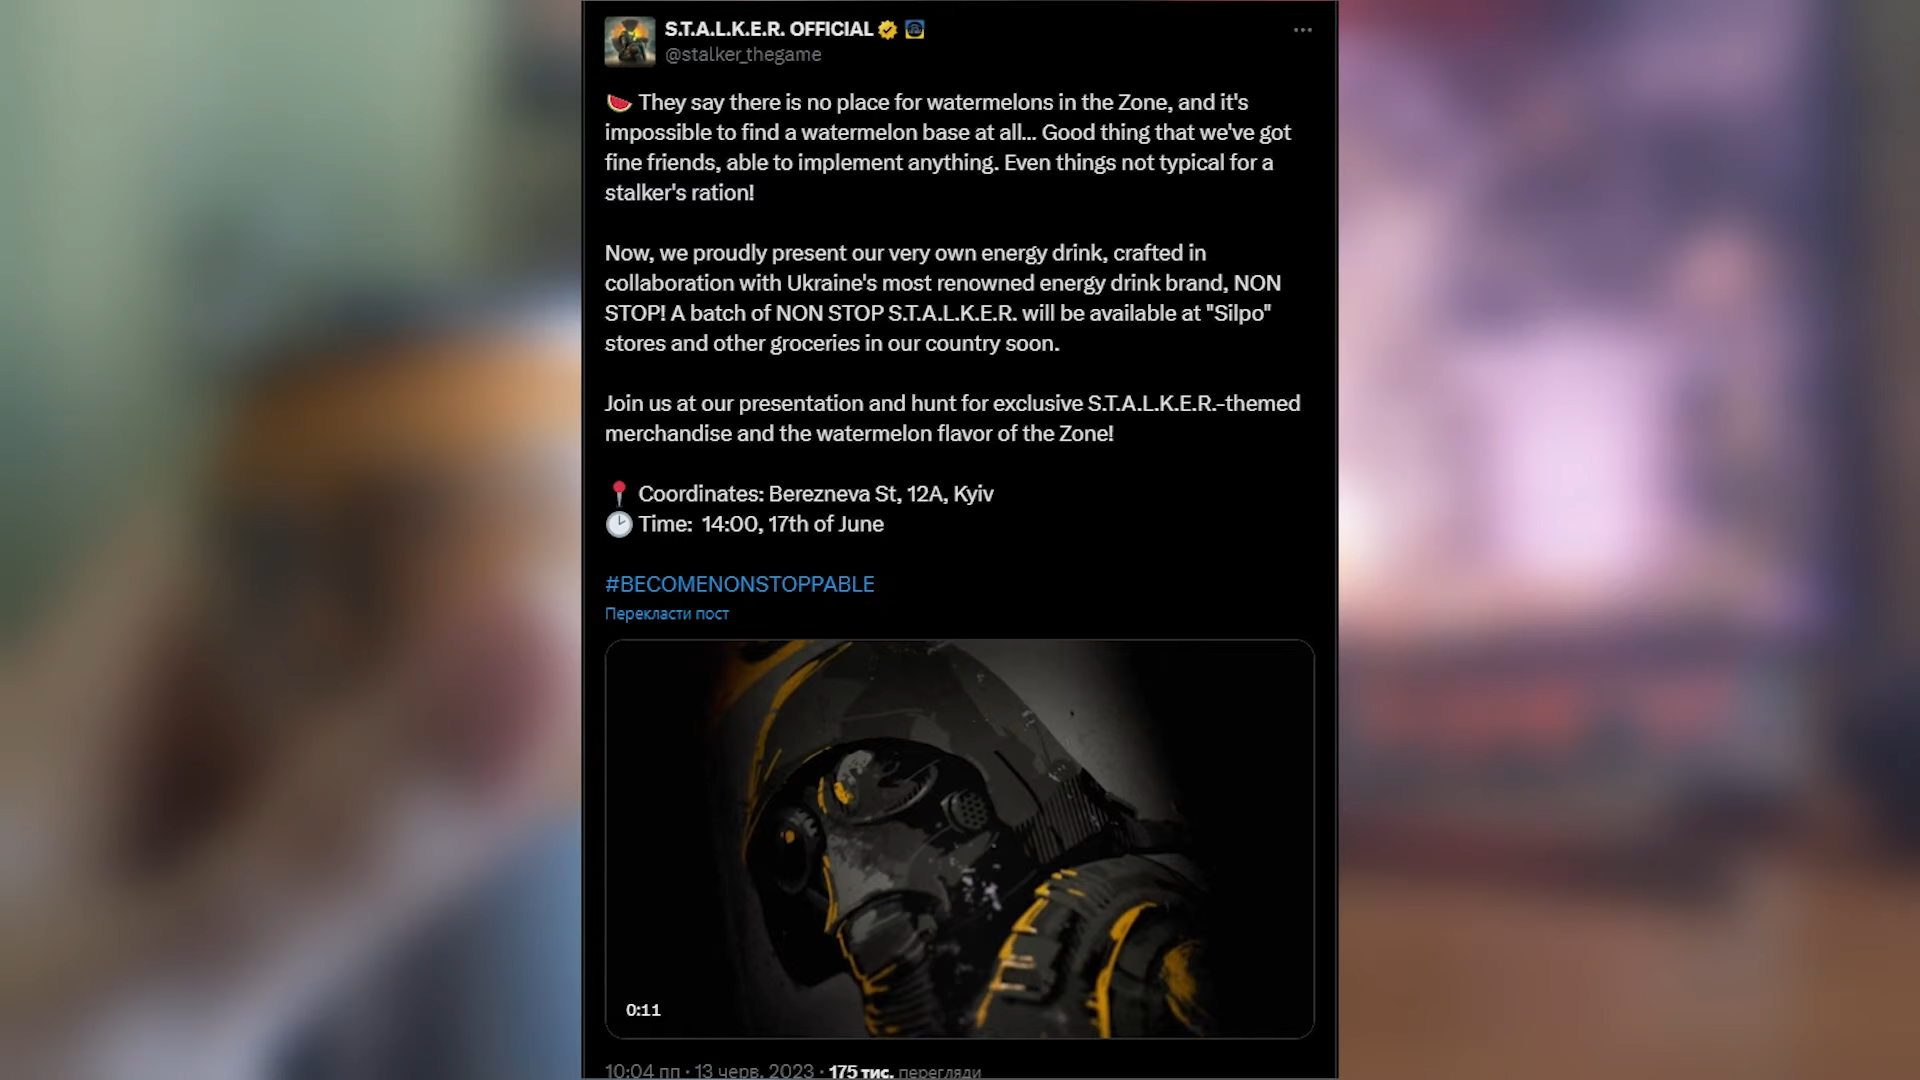 S.T.A.L.K.E.R. OFFICIAL
@stalker_thegame
🍉 They say there is no place for watermelons in the Zone, and it's
impossible to find a watermelon base at all... Good thing that we've got
fine friends, able to implement anything. Even things not typical for a
stalker's ration!
Now, we proudly present our very own energy drink, crafted in
collaboration with Ukraine's most renowned energy drink brand, NON
STOP! A batch of NON STOP S.T.A.L.K.E.R. will be available at "Silpo"
stores and other groceries in our country soon.
Join us at our presentation and hunt for exclusive S.T.A.L.K.E.R.-themed
merchandise and the watermelon flavor of the Zone!
📍 Coordinates: Berezneva St, 12A, Kyiv
🕑 Time: 14:00, 17th of June
#BECOMENONSTOPPABLE
Перекласти пост
0:11
10:04 пп · 13 черв. 2023 · 175 тис. перегляди